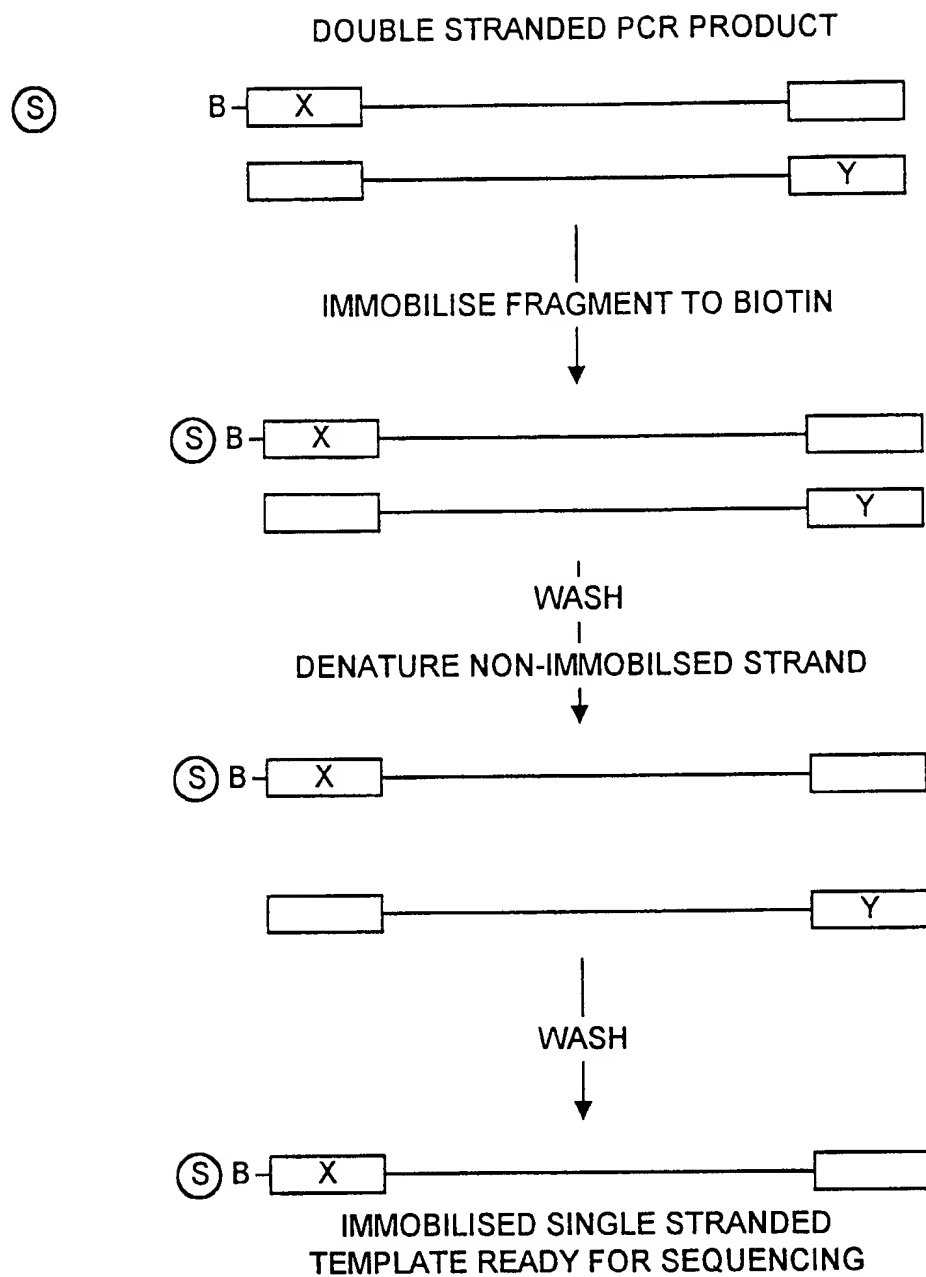 DOUBLE STRANDED PCR PRODUCT
S B X
Y
IMMOBILISE FRAGMENT TO BIOTIN
S B X
Y
WASH
DENATURE NON-IMMOBILSED STRAND
S B X
Y
WASH
S B X
IMMOBILISED SINGLE STRANDED
TEMPLATE READY FOR SEQUENCING